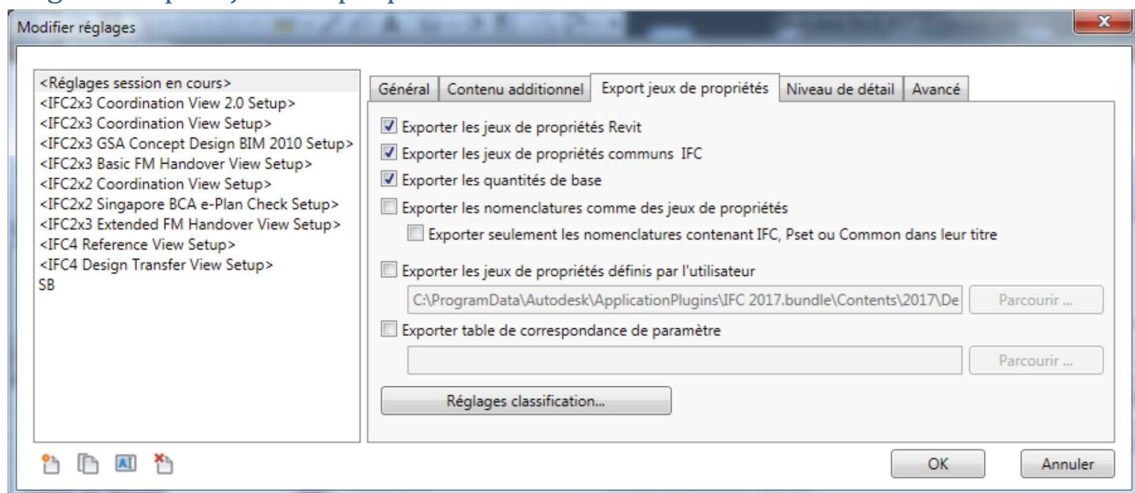 Modifier réglages
<Réglages session en cours>
<IFC2x3 Coordination View 2.0 Setup>
<IFC2x3 Coordination View Setup>
<IFC2x3 GSA Concept Design BIM 2010 Setup>
<IFC2x3 Basic FM Handover View Setup>
<IFC2x2 Coordination View Setup>
<IFC2x2 Singapore BCA e-Plan Check Setup>
<IFC2x3 Extended FM Handover View Setup>
<IFC4 Reference View Setup>
<IFC4 Design Transfer View Setup>
SB
Général Contenu additionnel Export jeux de propriétés Niveau de détail Avancé
Exporter les jeux de propriétés Revit
Exporter les jeux de propriétés communs IFC
Exporter les quantités de base
Exporter les nomenclatures comme des jeux de propriétés
Exporter seulement les nomenclatures contenant IFC, Pset ou Common dans leur titre
Exporter les jeux de propriétés définis par l'utilisateur
C:\ProgramData\Autodesk\ApplicationPlugins\IFC 2017.bundle\Contents\2017\De Parcourir ...
Exporter table de correspondance de paramètre
Parcourir ...
Réglages classification...
OK Annuler